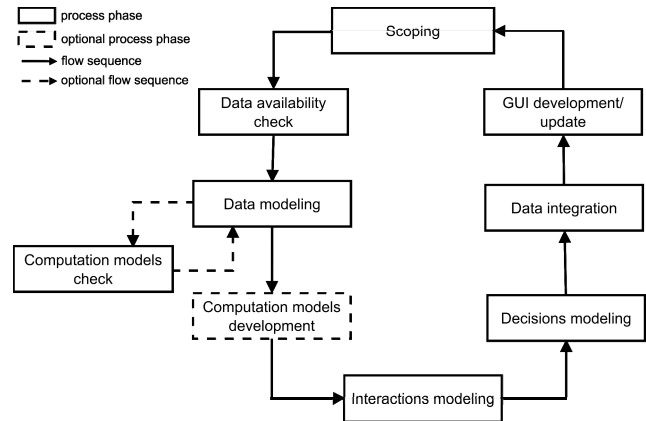 process phase
optional process phase
flow sequence
optional flow sequence
Scoping
Data availability
check
GUI development/
update
Data modeling
Data integration
Computation models
check
Computation models
development
Decisions modeling
Interactions modeling